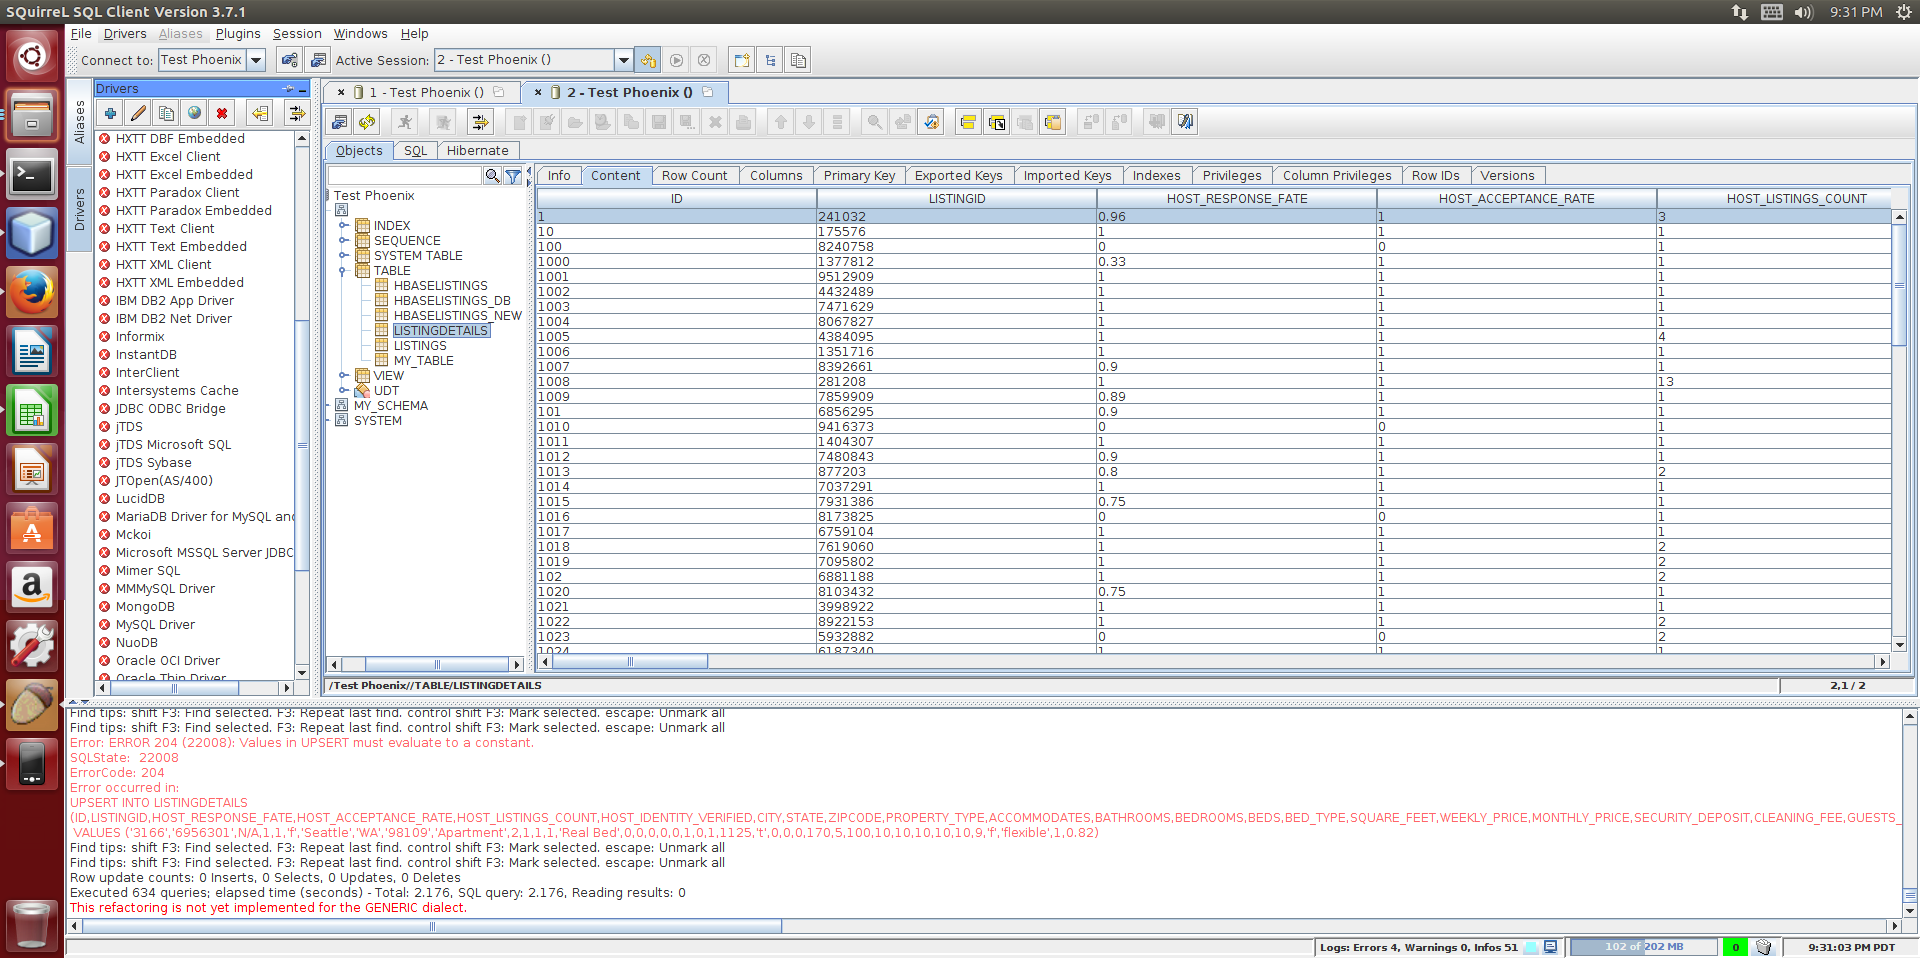 SQuirreL SQL Client Version 3.7.1
9:31 PM
File Drivers Aliases Plugins Session Windows Help
Connect to: Test Phoenix Active Session: 2 - Test Phoenix ()
Aliases
Drivers
Drivers
HXTT DBF Embedded
HXTT Excel Client
HXTT Excel Embedded
HXTT Paradox Client
HXTT Paradox Embedded
HXTT Text Client
HXTT Text Embedded
HXTT XML Client
HXTT XML Embedded
IBM DB2 App Driver
IBM DB2 Net Driver
Informix
InstantDB
InterClient
Intersystems Cache
JDBC ODBC Bridge
jTDS
jTDS Microsoft SQL
jTDS Sybase
JTOpen(AS/400)
LucidDB
MariaDB Driver for MySQL and
Mckoi
Microsoft MSSQL Server JDBC
Mimer SQL
MMMySQL Driver
MongoDB
MySQL Driver
NuoDB
Oracle OCI Driver
Oracle Thin Driver
1 - Test Phoenix () 2 - Test Phoenix ()
Objects SQL Hibernate
Test Phoenix
INDEX
SEQUENCE
SYSTEM TABLE
TABLE
HBASELISTINGS
HBASELISTINGS_DB
HBASELISTINGS_NEW
LISTINGDETAILS
LISTINGS
MY_TABLE
VIEW
UDT
MY_SCHEMA
SYSTEM
Info Content Row Count Columns Primary Key Exported Keys Imported Keys Indexes Privileges Column Privileges Row IDs Versions
ID LISTINGID HOST_RESPONSE_FATE HOST_ACCEPTANCE_RATE HOST_LISTINGS_COUNT
1 241032 0.96 1 3
10 175576 1 1 1
100 8240758 0 0 1
1000 1377812 0.33 1 1
1001 9512909 1 1 1
1002 4432489 1 1 1
1003 7471629 1 1 1
1004 8067827 1 1 1
1005 4384095 1 1 4
1006 1351716 1 1 1
1007 8392661 0.9 1 1
1008 281208 1 1 13
1009 7859909 0.89 1 1
101 6856295 0.9 1 1
1010 9416373 0 0 1
1011 1404307 1 1 1
1012 7480843 0.9 1 1
1013 877203 0.8 1 2
1014 7037291 1 1 1
1015 7931386 0.75 1 1
1016 8173825 0 0 1
1017 6759104 1 1 1
1018 7619060 1 1 2
1019 7095802 1 1 2
102 6881188 1 1 2
1020 8103432 0.75 1 1
1021 3998922 1 1 1
1022 8922153 1 1 2
1023 5932882 0 0 2
1024 6187340 1 1 1
/Test Phoenix//TABLE/LISTINGDETAILS 2,1 / 2
Find tips: shift F3: Find selected. F3: Repeat last find. control shift F3: Mark selected. escape: Unmark all
Find tips: shift F3: Find selected. F3: Repeat last find. control shift F3: Mark selected. escape: Unmark all
Error: ERROR 204 (22008): Values in UPSERT must evaluate to a constant.
SQLState: 22008
ErrorCode: 204
Error occurred in:
UPSERT INTO LISTINGDETAILS
(ID,LISTINGID,HOST_RESPONSE_FATE,HOST_ACCEPTANCE_RATE,HOST_LISTINGS_COUNT,HOST_IDENTITY_VERIFIED,CITY,STATE,ZIPCODE,PROPERTY_TYPE,ACCOMMODATES,BATHROOMS,BEDROOMS,BEDS,BED_TYPE,SQUARE_FEET,WEEKLY_PRICE,MONTHLY_PRICE,SECURITY_DEPOSIT,CLEANING_FEE,GUESTS_
VALUES ('3166','6956301',N/A,1,1,'f','Seattle','WA','98109','Apartment',2,1,1,1,'Real Bed',0,0,0,0,0,1,0,1,1125,'t',0,0,0,170,5,100,10,10,10,10,10,9,'f','flexible',1,0.82)
Find tips: shift F3: Find selected. F3: Repeat last find. control shift F3: Mark selected. escape: Unmark all
Find tips: shift F3: Find selected. F3: Repeat last find. control shift F3: Mark selected. escape: Unmark all
Row update counts: 0 Inserts, 0 Selects, 0 Updates, 0 Deletes
Executed 634 queries; elapsed time (seconds) - Total: 2.176, SQL query: 2.176, Reading results: 0
This refactoring is not yet implemented for the GENERIC dialect.
Logs: Errors 4, Warnings 0, Infos 51 102 of 202 MB 0 9:31:03 PM PDT